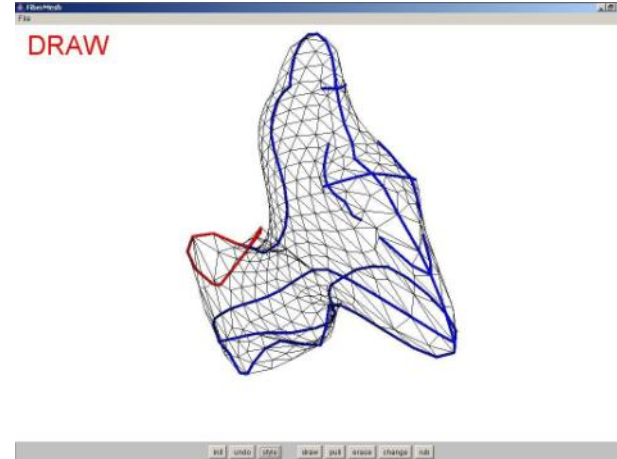 FiberMesh
File
DRAW
init undo style draw pull erase change rub